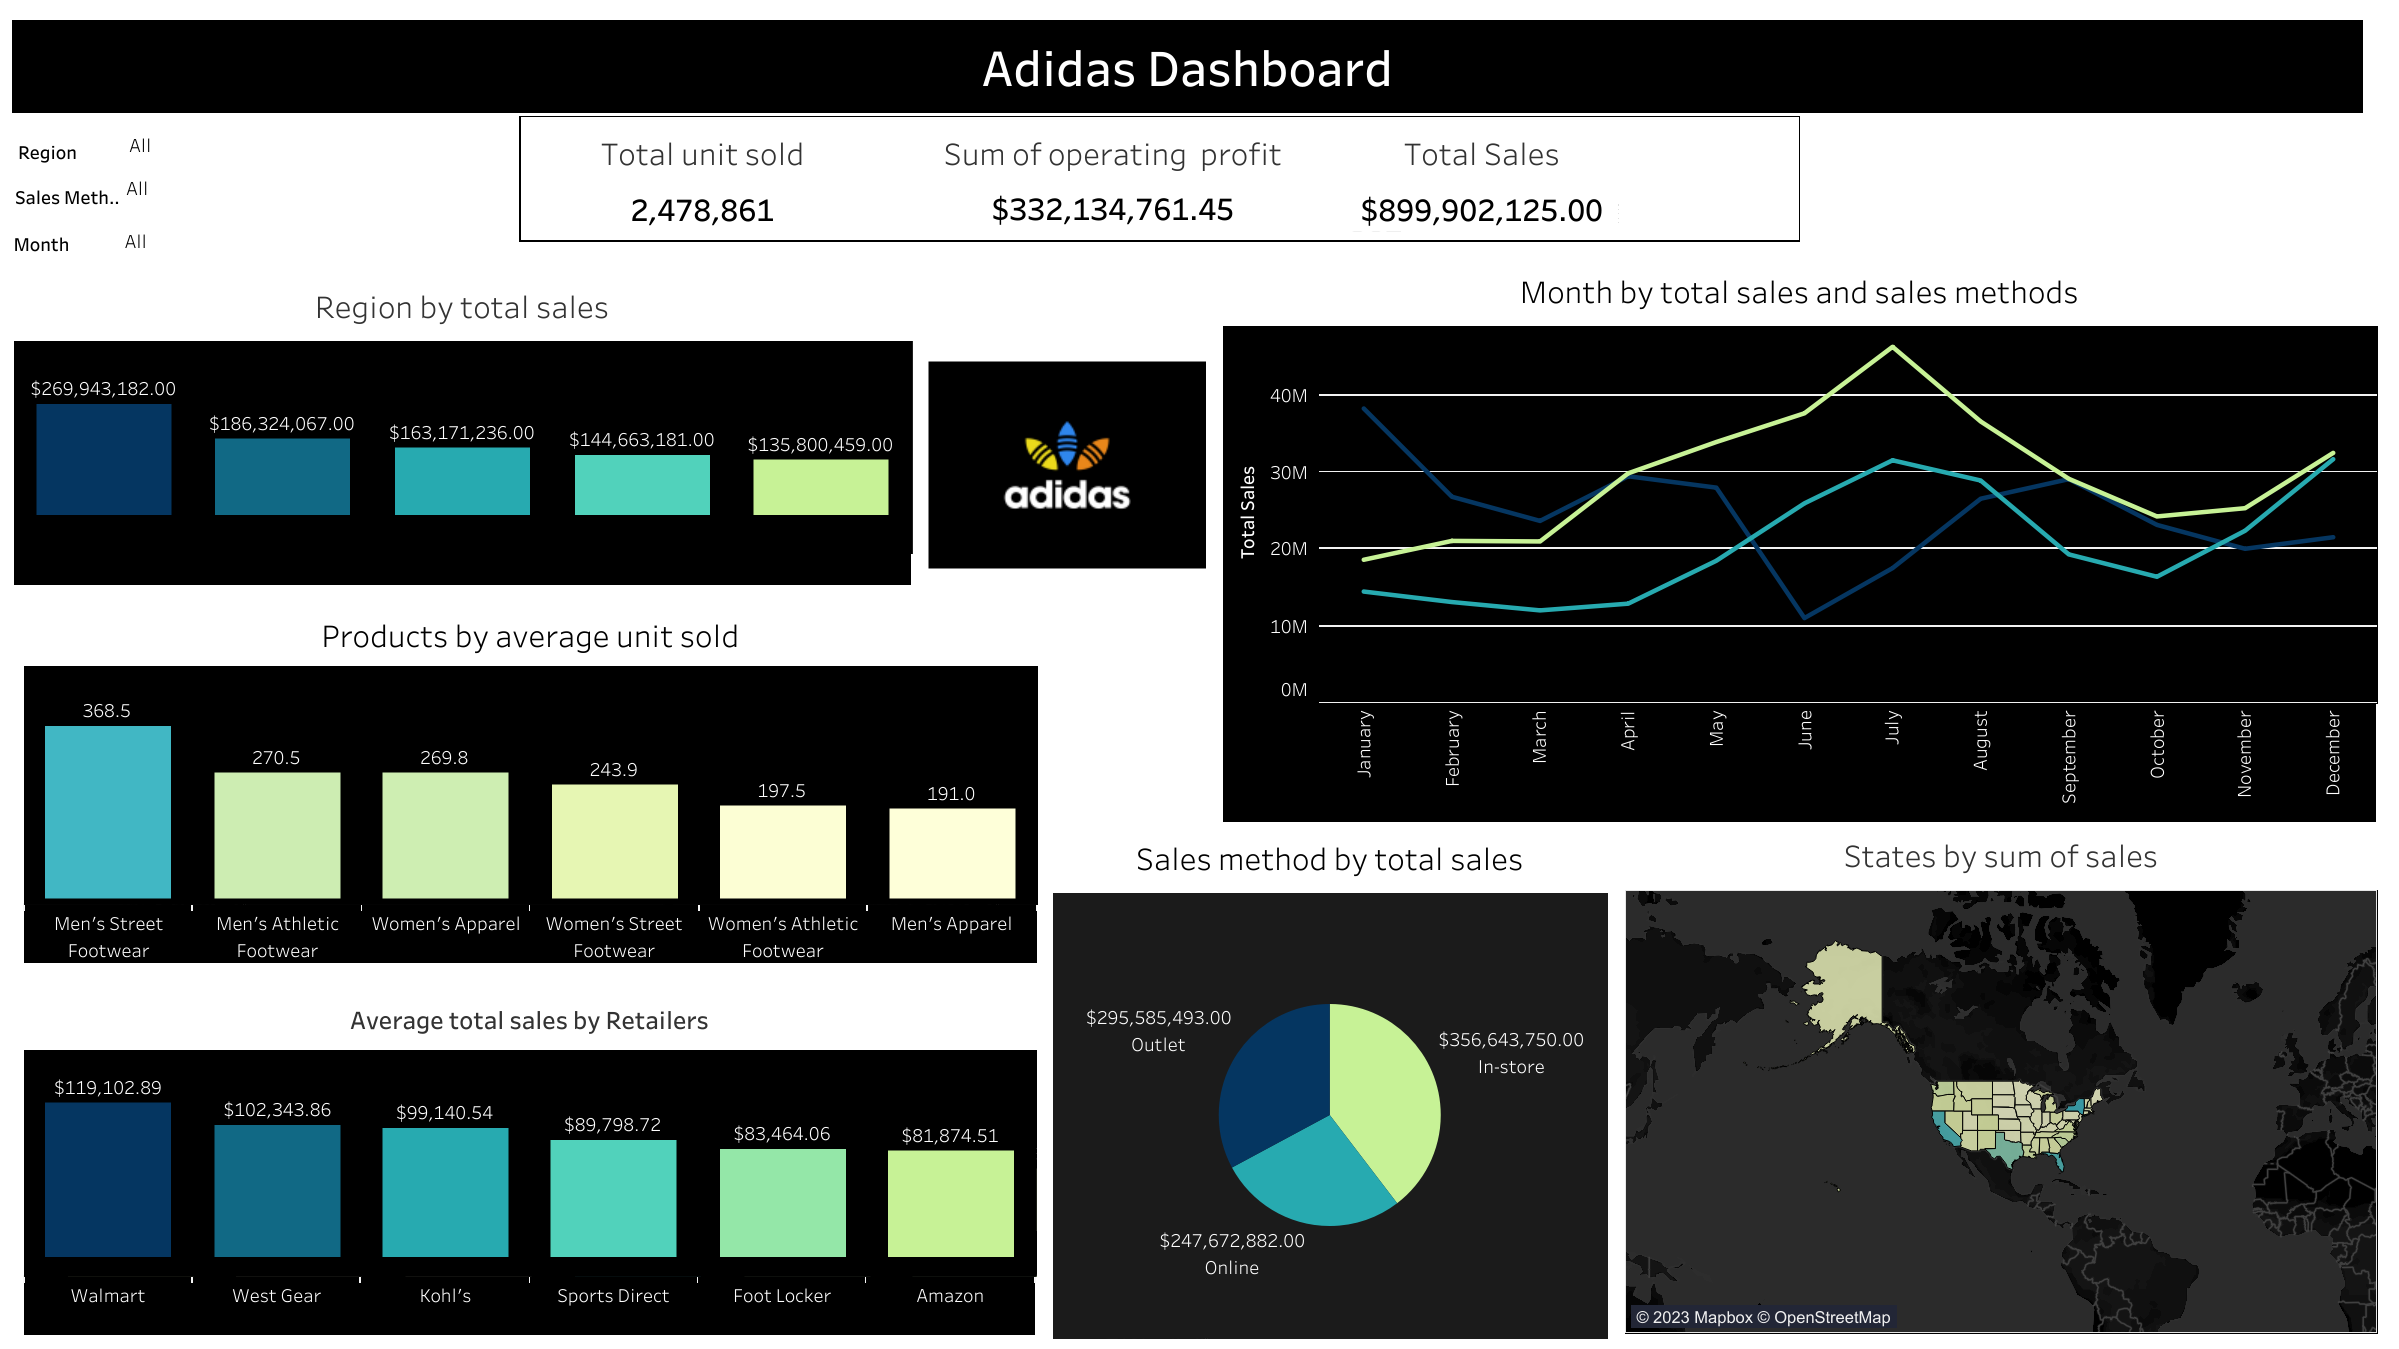 Adidas Dashboard
Region
All
Sales Meth..
All
Month
All
Total unit sold
2,478,861
Sum of operating  profit
$332,134,761.45
Total Sales
$899,902,125.00
Region by total sales
$269,943,182.00
$186,324,067.00
$163,171,236.00
$144,663,181.00
$135,800,459.00
adidas
Month by total sales and sales methods
Total Sales
40M
30M
20M
10M
0M
January
February
March
April
May
June
July
August
September
October
November
December
Products by average unit sold
368.5
270.5
269.8
243.9
197.5
191.0
Men's Street
Footwear
Men's Athletic
Footwear
Women's Apparel
Women's Street
Footwear
Women's Athletic
Footwear
Men's Apparel
Average total sales by Retailers
$119,102.89
$102,343.86
$99,140.54
$89,798.72
$83,464.06
$81,874.51
Walmart
West Gear
Kohl's
Sports Direct
Foot Locker
Amazon
Sales method by total sales
$295,585,493.00
Outlet
$356,643,750.00
In-store
$247,672,882.00
Online
States by sum of sales
© 2023 Mapbox © OpenStreetMap